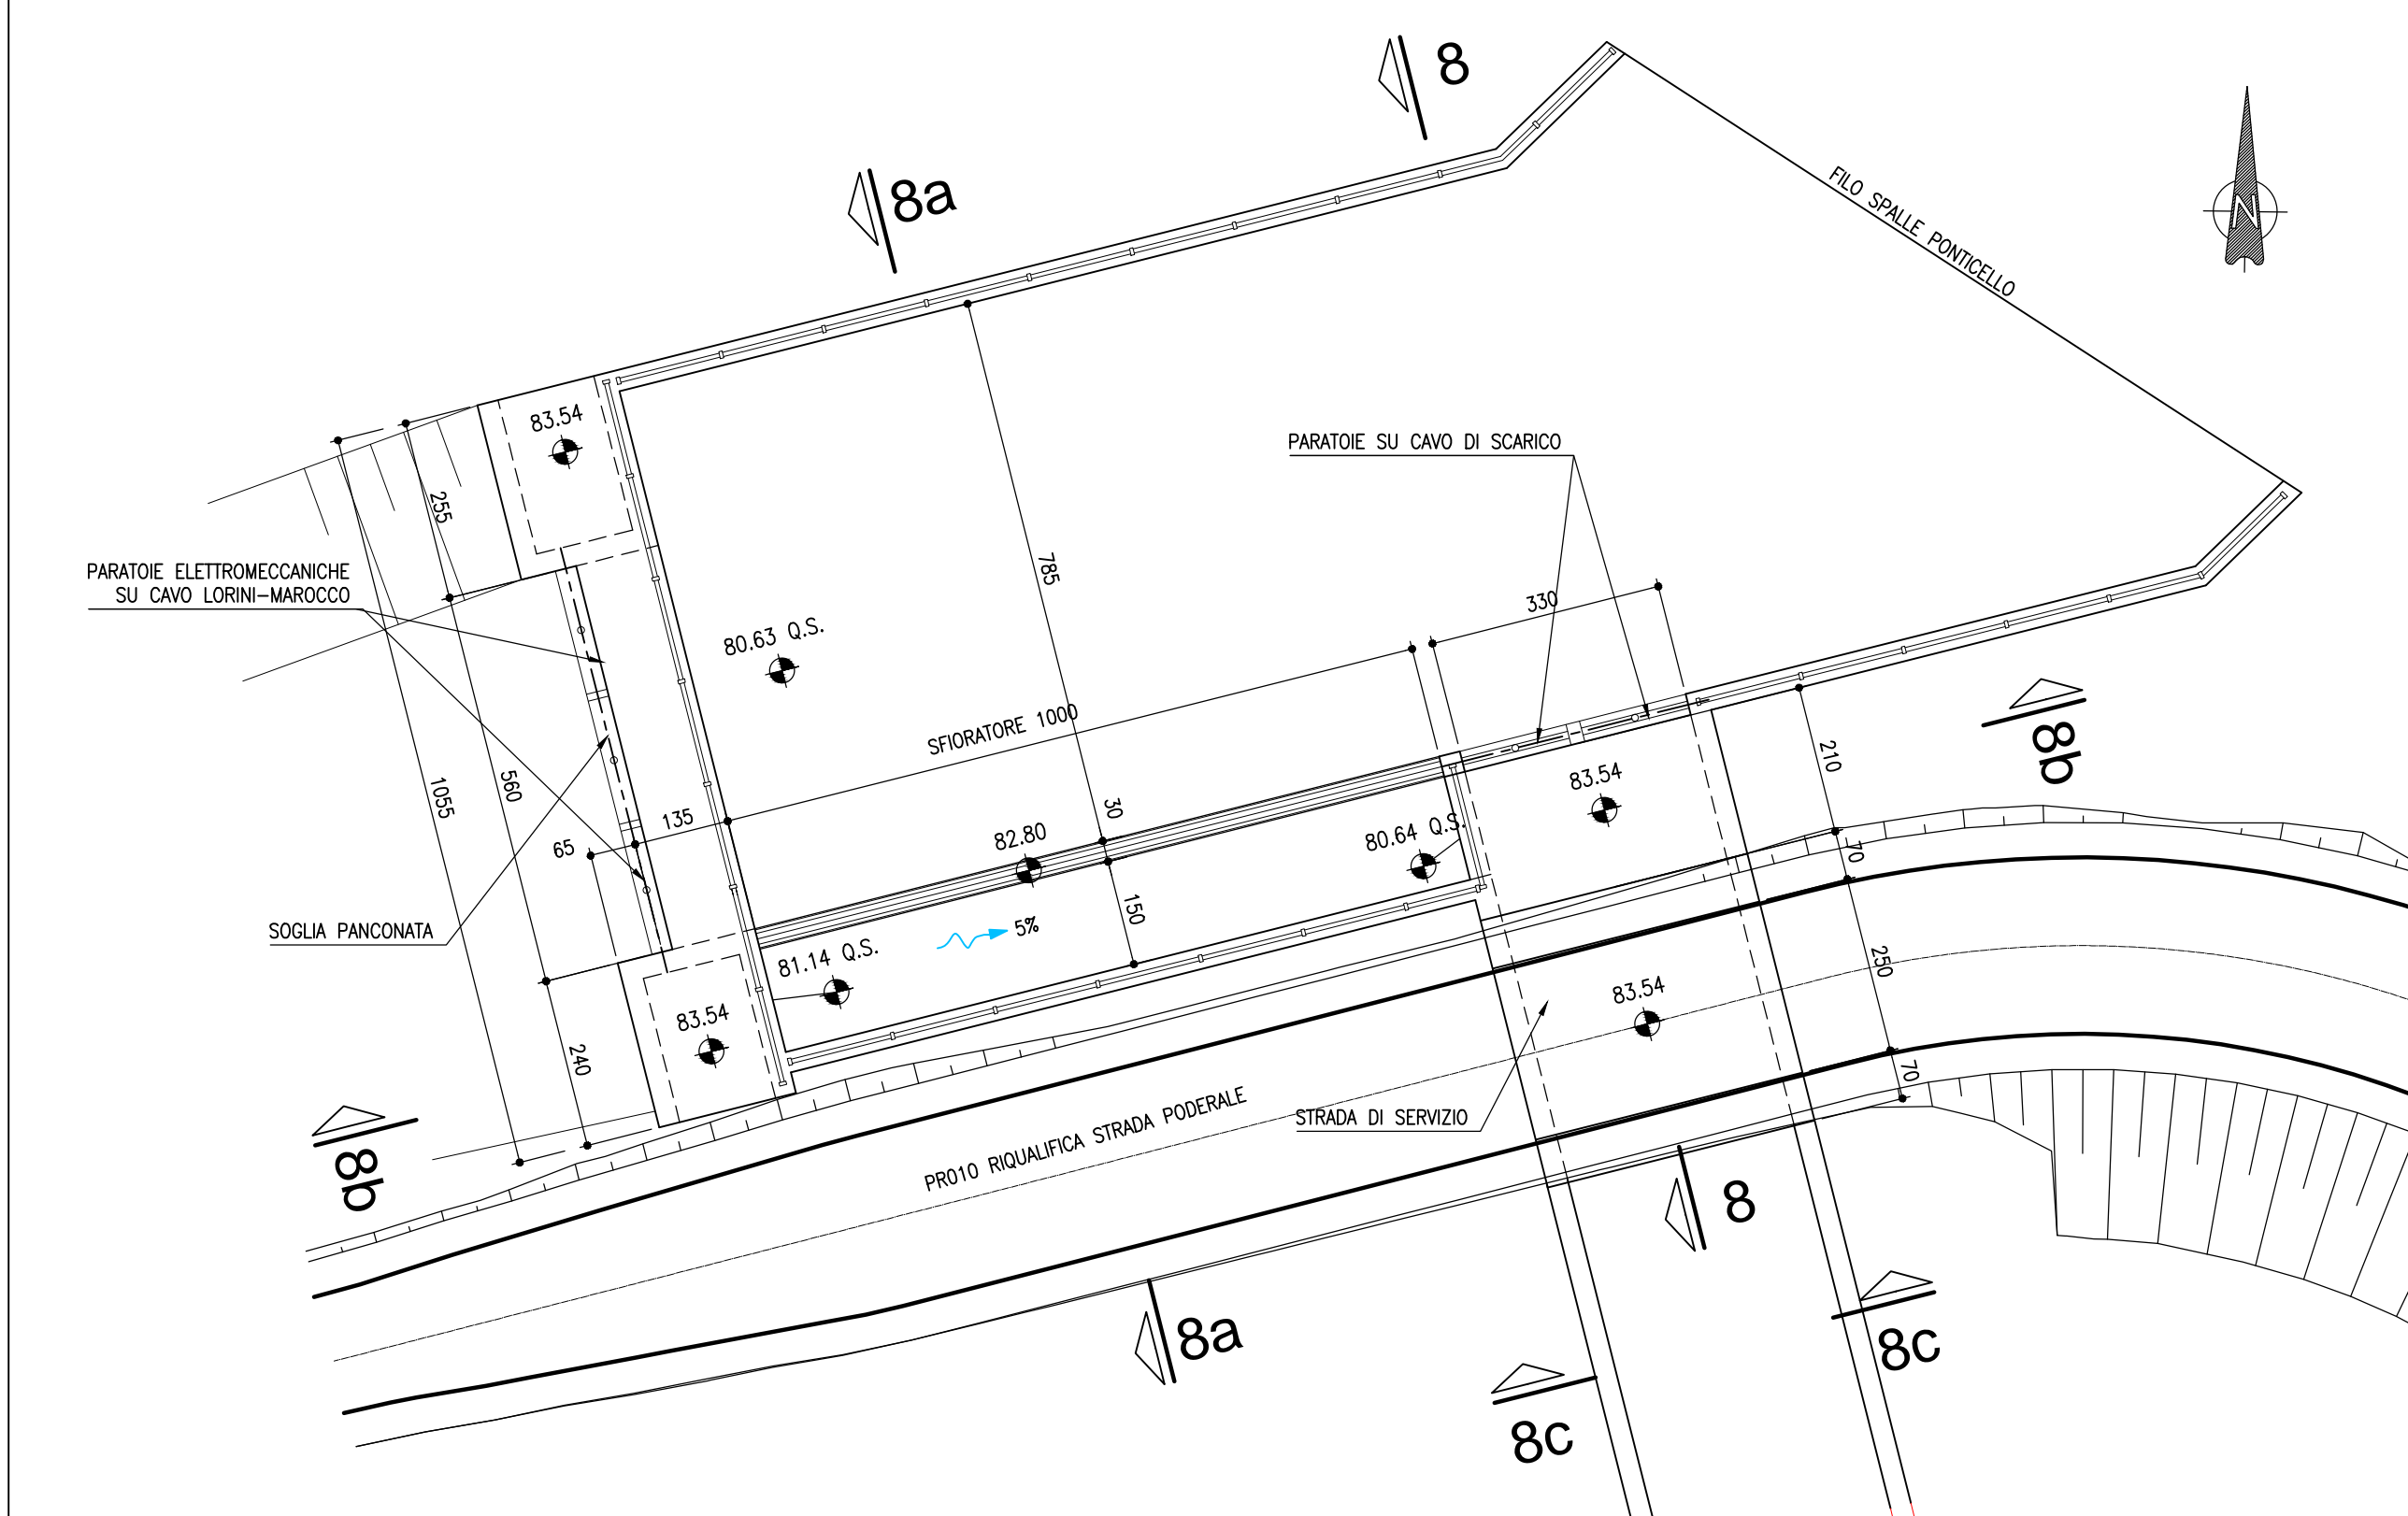 8
8a
N
FILO SPALLE PONTICELLO
83.54
PARATOIE SU CAVO DI SCARICO
255
PARATOIE ELETTROMECCANICHE
SU CAVO LORINI-MAROCCO
785
330
80.63 Q.S.
SFIORATORE 1000
8b
210
83.54
1055
560
135
30
65
82.80
80.64 Q.S.
70
SOGLIA PANCONATA
150
5%
81.14 Q.S.
250
83.54
83.54
240
70
STRADA DI SERVIZIO
PR010 RIQUALIFICA STRADA PODERALE
8b
8
8a
8c
8c